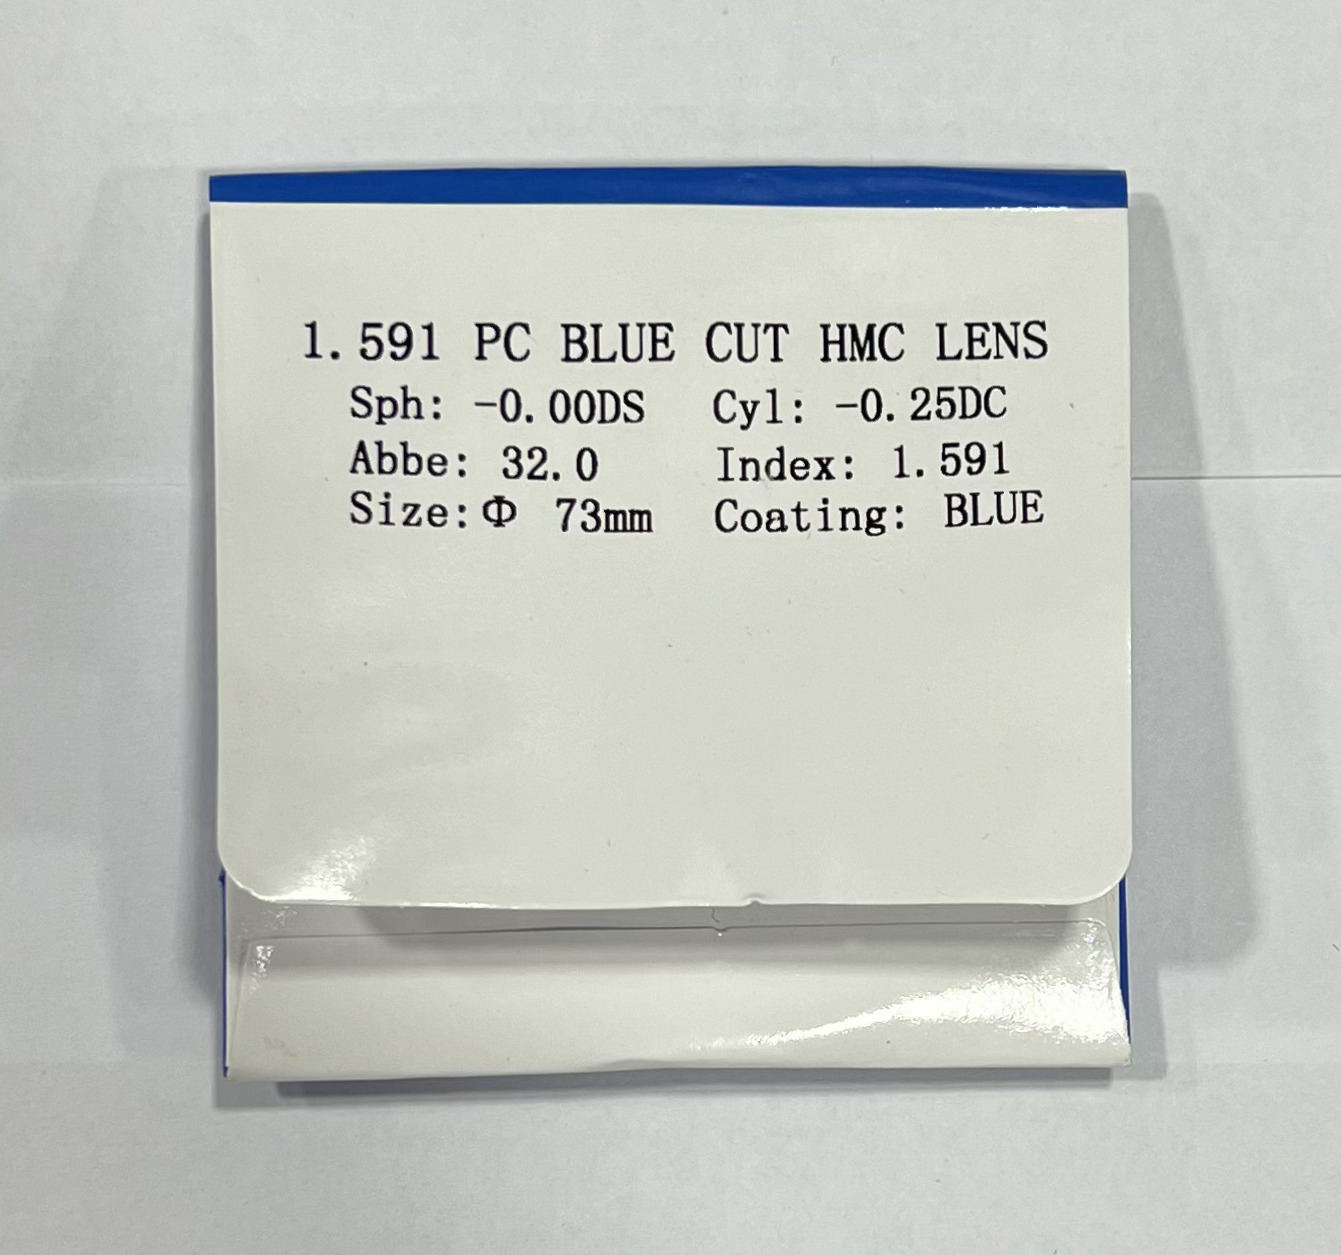 1.591 PC BLUE CUT HMC LENS
Sph: -0.00DS Cyl: -0.25DC
Abbe: 32.0 Index: 1.591
Size:Φ 73mm Coating: BLUE